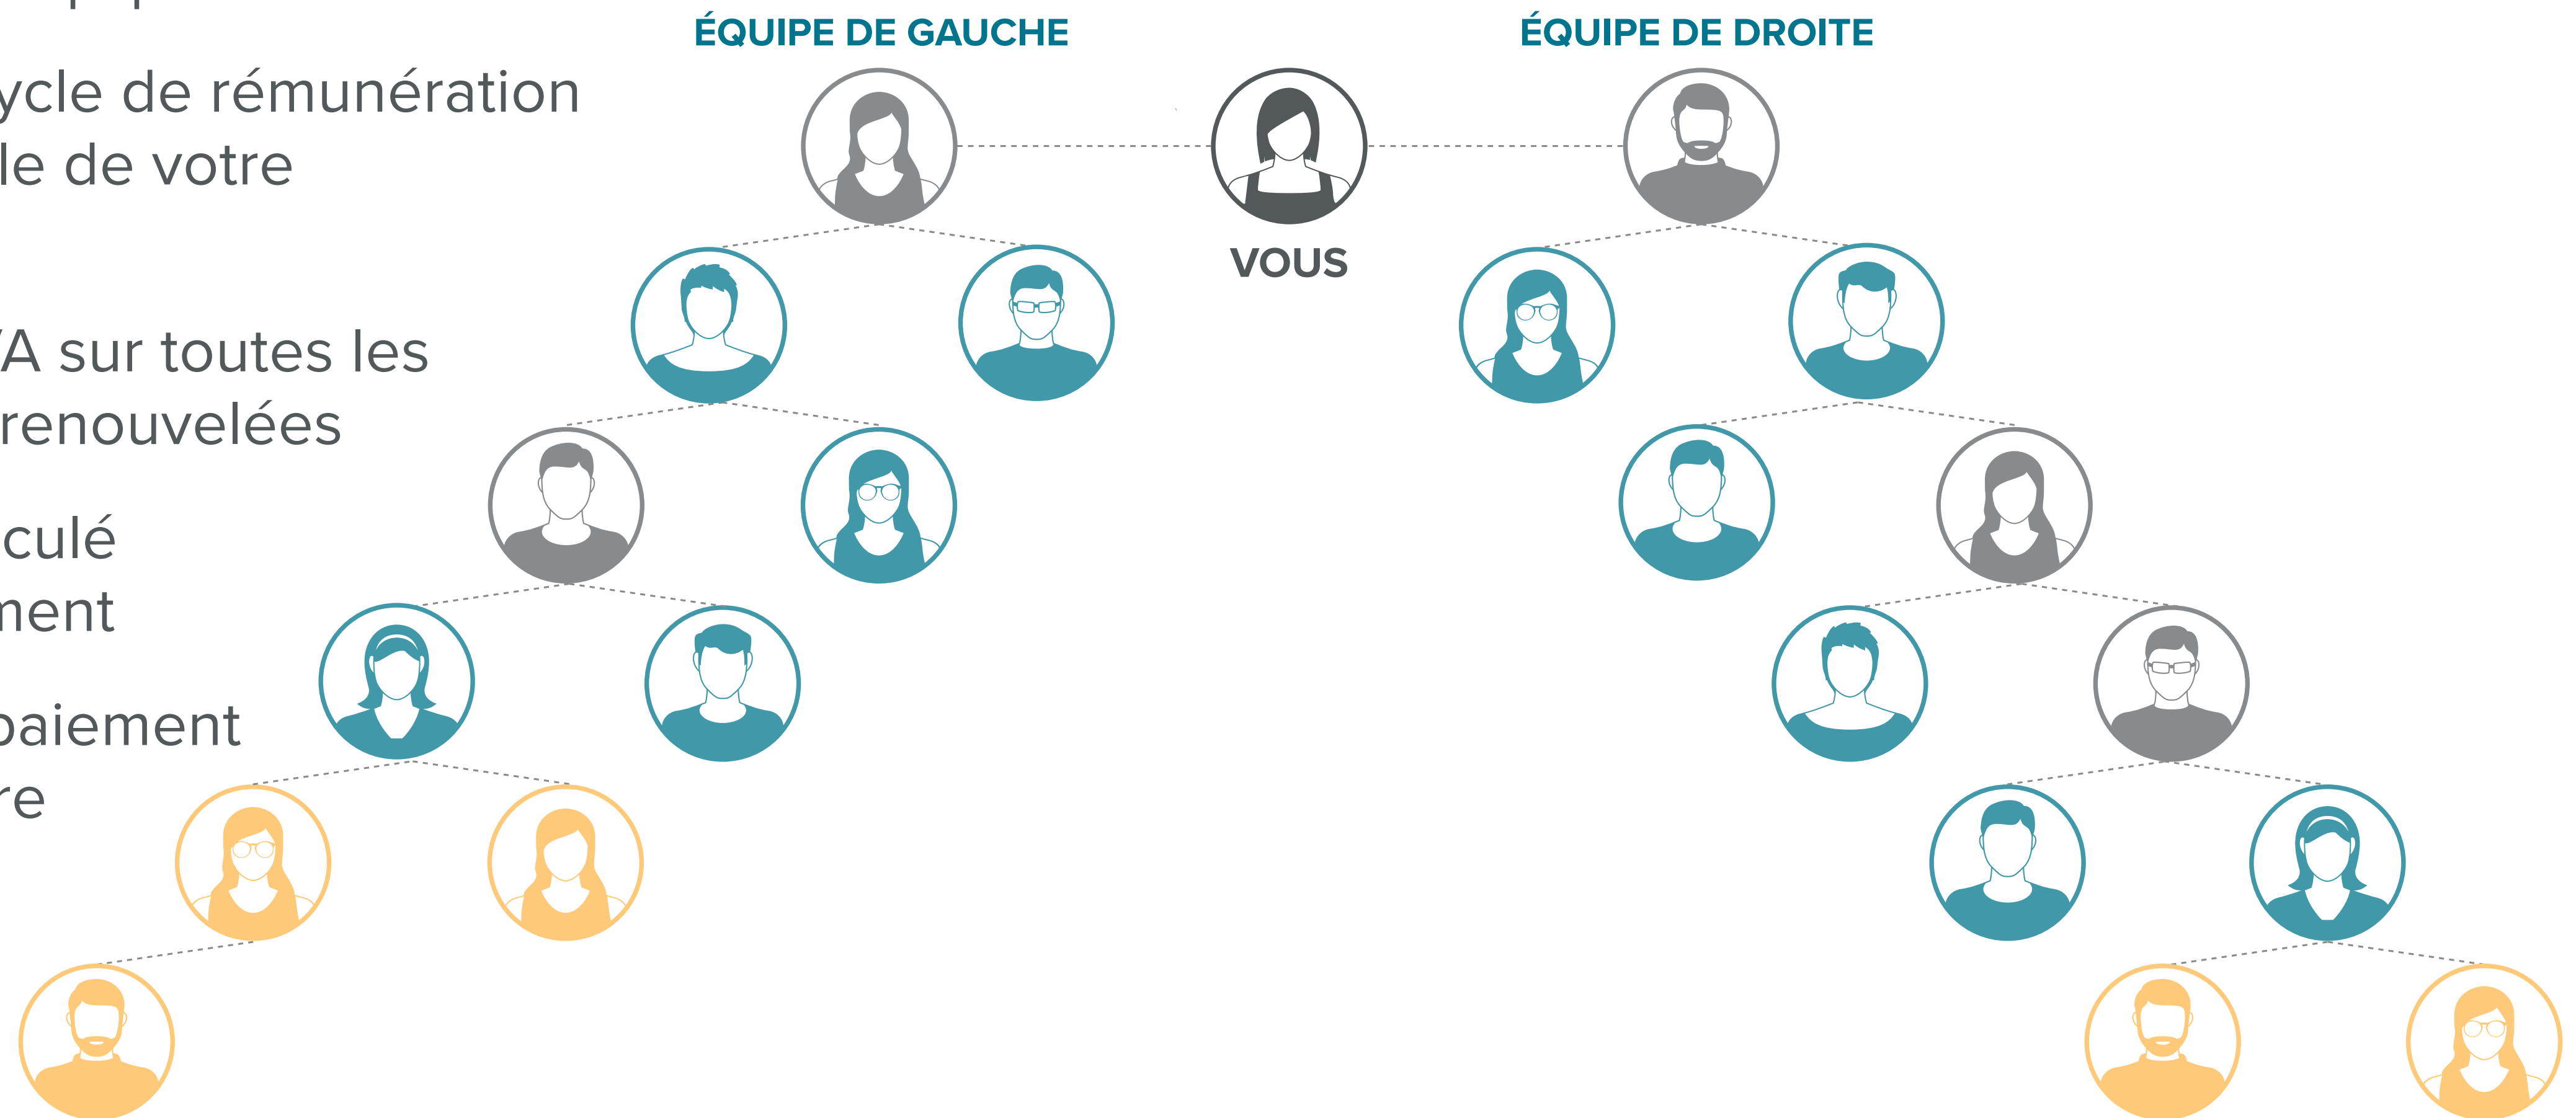 ÉQUIPE DE GAUCHE
ÉQUIPE DE DROITE
ycle de rémunération
le de votre
VOUS
A sur toutes les
renouvelées
culé
ment
paiement
re